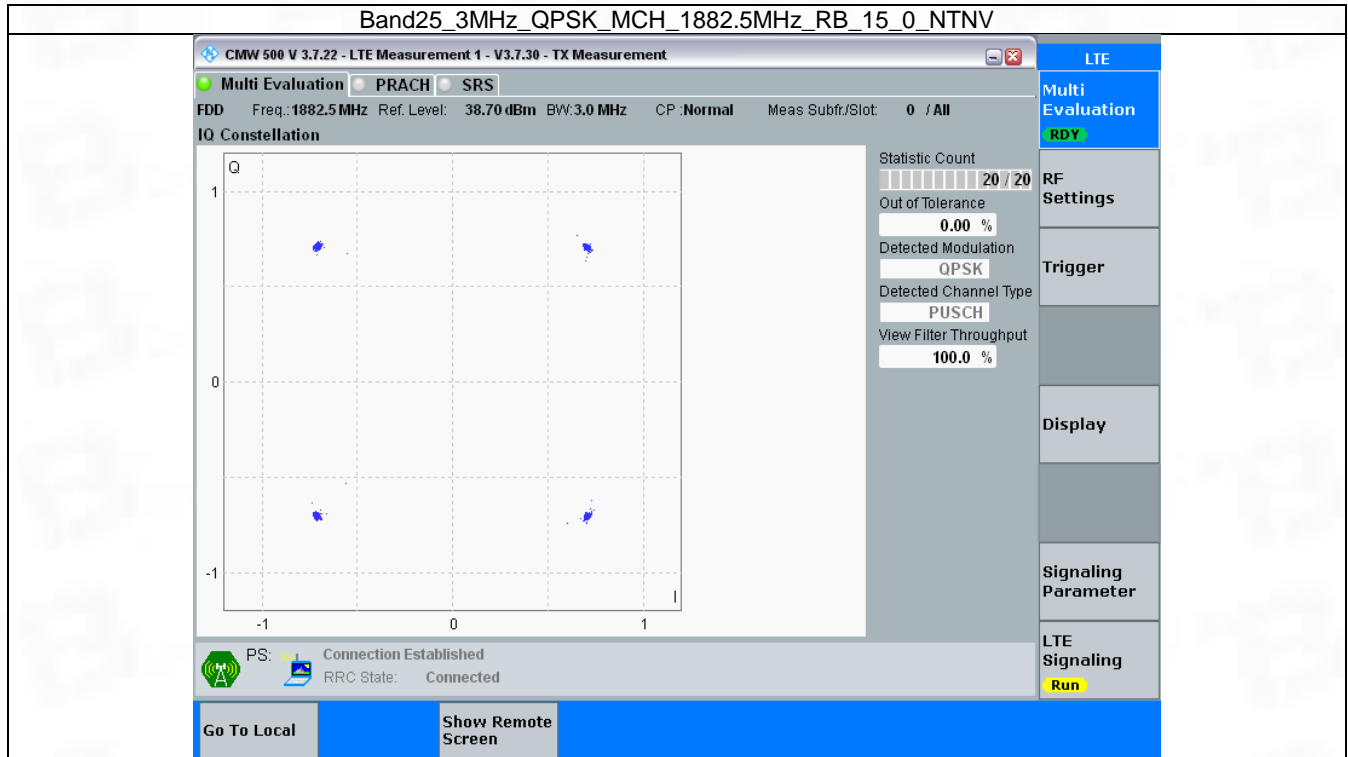 Band25_3MHz_QPSK_MCH_1882.5MHz_RB_15_0_NTNV
CMW 500 V 3.7.22 - LTE Measurement 1 - V3.7.30 - TX Measurement
LTE
Multi Evaluation PRACH SRS
Multi
Evaluation
RDY
FDD Freq.:1882.5 MHz Ref. Level: 38.70 dBm BW:3.0 MHz CP :Normal Meas Subfr./Slot: 0 / All
IQ Constellation
Q
1
0
-1
-1 0 1
I
Statistic Count
20 / 20
Out of Tolerance
0.00 %
Detected Modulation
QPSK
Detected Channel Type
PUSCH
View Filter Throughput
100.0 %
RF
Settings
Trigger
Display
Signaling
Parameter
LTE
Signaling
Run
PS: Connection Established
RRC State: Connected
Go To Local
Show Remote
Screen